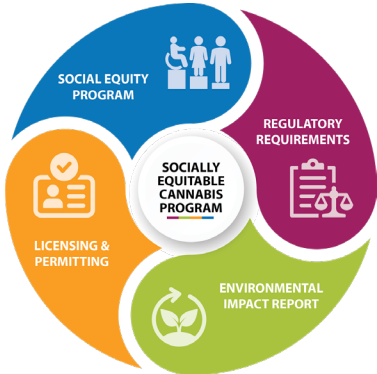 SOCIAL EQUITY
PROGRAM
REGULATORY
REQUIREMENTS
SOCIALLY
EQUITABLE
CANNABIS
PROGRAM
LICENSING &
PERMITTING
ENVIRONMENTAL
IMPACT REPORT